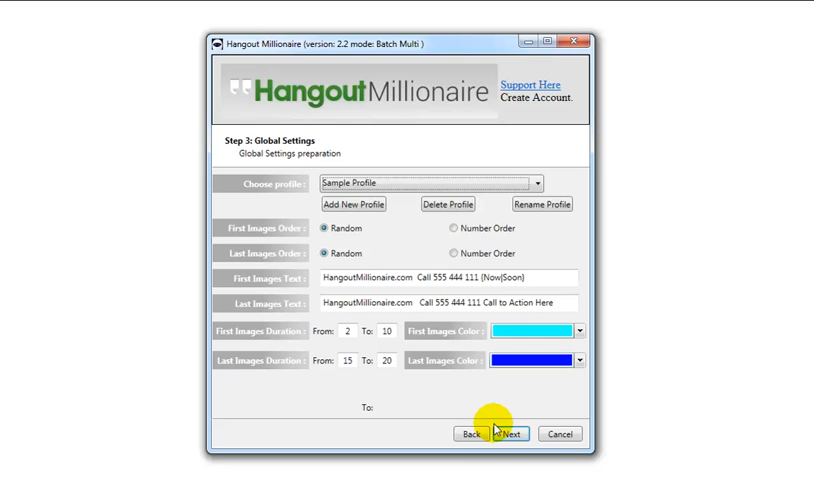 Hangout Millionaire (version: 2.2 mode: Batch Multi )
HangoutMillionaire
Support Here
Create Account.
Step 3: Global Settings
Global Settings preparation
Choose profile : Sample Profile
Add New Profile Delete Profile Rename Profile
First Images Order : Random Number Order
Last Images Order : Random Number Order
First Images Text : HangoutMillionaire.com Call 555 444 111 {Now|Soon}
Last Images Text : HangoutMillionaire.com Call 555 444 111 Call to Action Here
First Images Duration : From: 2 To: 10 First Images Color :
Last Images Duration : From: 15 To: 20 Last Images Color :
To:
Back Next Cancel